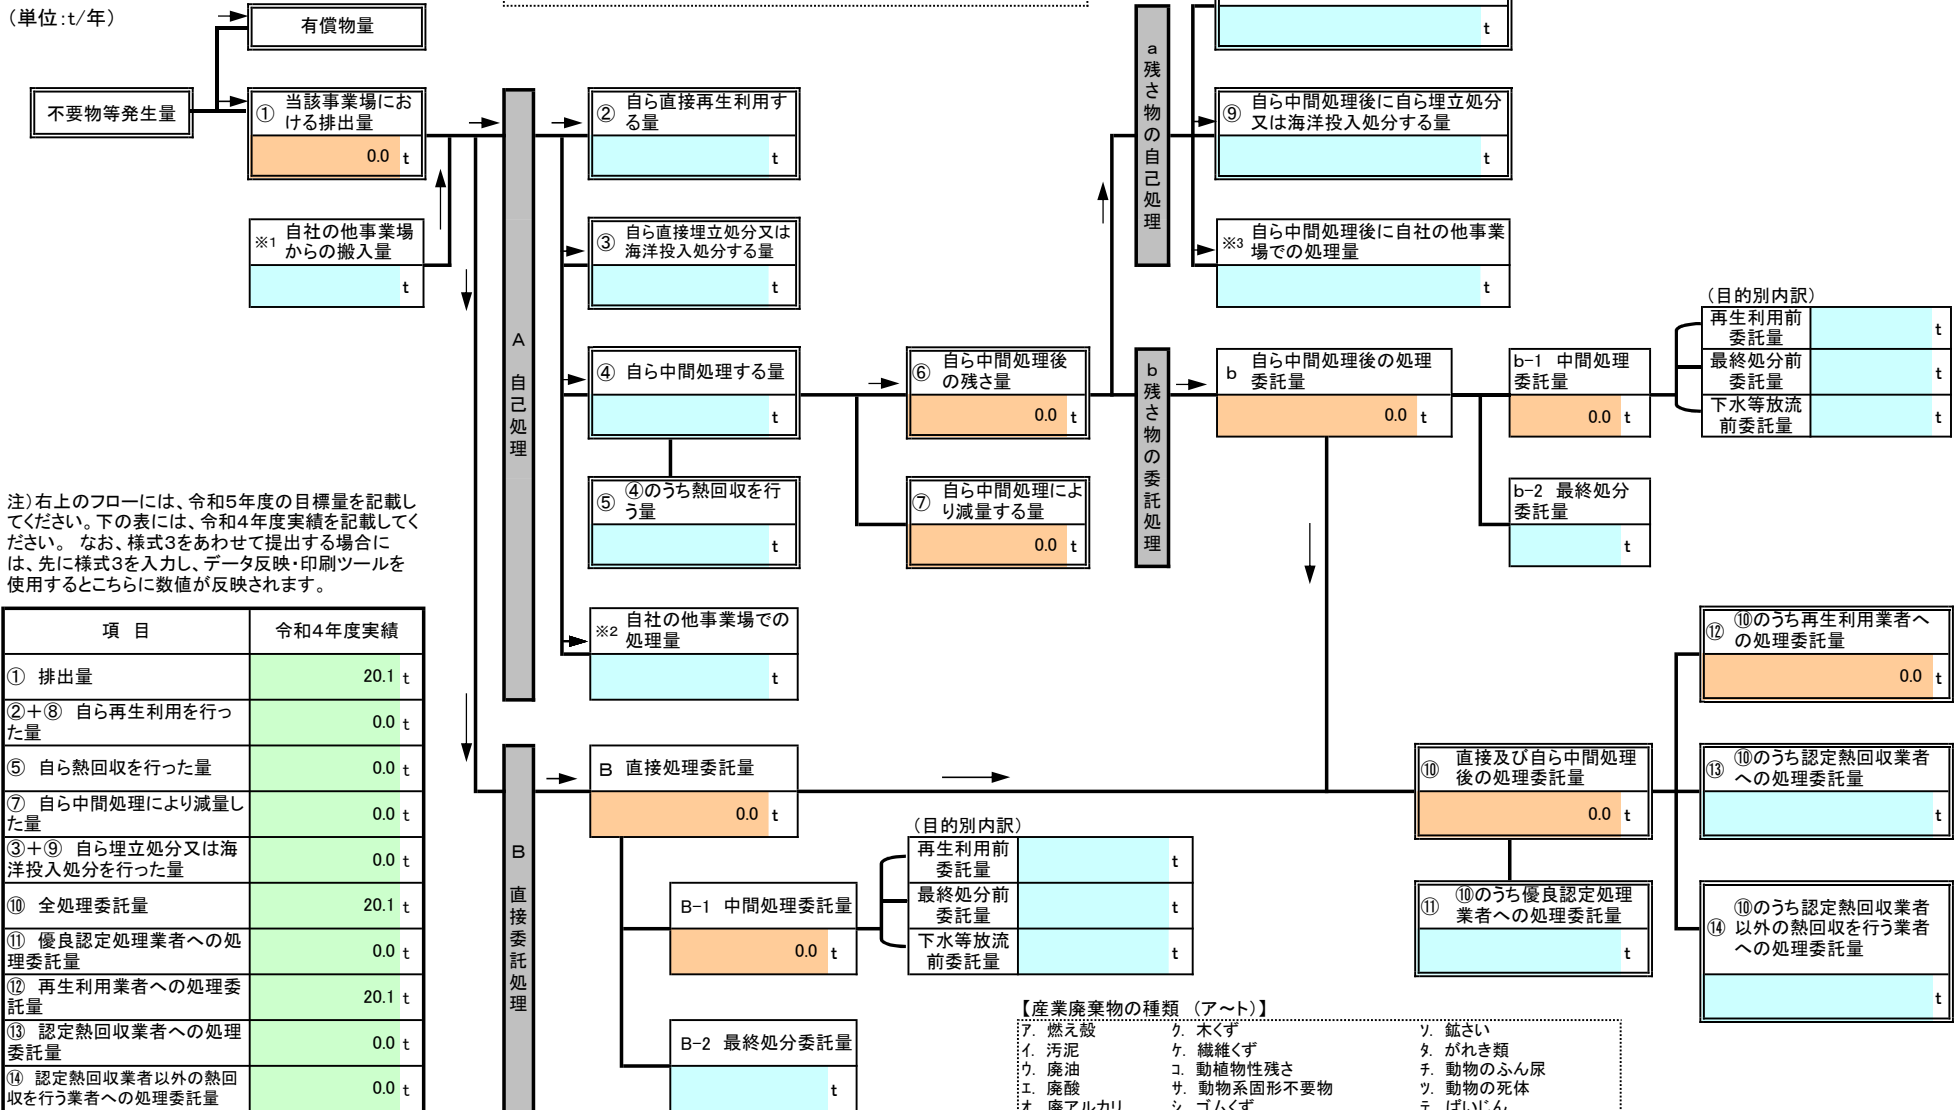 (単位:t/年)
有償物量
不要物等発生量
① 当該事業場にお
ける排出量
0.0 t
※1 自社の他事業場
からの搬入量
t
A 自己処理
② 自ら直接再生利用す
る量
t
③ 自ら直接埋立処分又は
海洋投入処分する量
t
④ 自ら中間処理する量
t
⑤ ④のうち熱回収を行
う量
t
※2 自社の他事業場での
処理量
t
⑥ 自ら中間処理後
の残さ量
0.0 t
⑦ 自ら中間処理によ
り減量する量
0.0 t
a 残さ物の自己処理
t
⑨ 自ら中間処理後に自ら埋立処分
又は海洋投入処分する量
t
※3 自ら中間処理後に自社の他事業
場での処理量
t
b 残さ物の委託処理
b 自ら中間処理後の処理
委託量
0.0 t
b-1 中間処理
委託量
0.0 t
(目的別内訳)
再生利用前
委託量
t
最終処分前
委託量
t
下水等放流
前委託量
t
b-2 最終処分
委託量
t
注)右上のフローには、令和5年度の目標量を記載し
てください。下の表には、令和4年度実績を記載してく
ださい。 なお、様式3をあわせて提出する場合に
は、先に様式3を入力し、データ反映・印刷ツールを
使用するとこちらに数値が反映されます。
項 目 令和4年度実績
① 排出量 20.1 t
②+⑧ 自ら再生利用を行っ
た量 0.0 t
⑤ 自ら熱回収を行った量 0.0 t
⑦ 自ら中間処理により減量し
た量 0.0 t
③+⑨ 自ら埋立処分又は海
洋投入処分を行った量 0.0 t
⑩ 全処理委託量 20.1 t
⑪ 優良認定処理業者への処
理委託量 0.0 t
⑫ 再生利用業者への処理委
託量 20.1 t
⑬ 認定熱回収業者への処理
委託量 0.0 t
⑭ 認定熱回収業者以外の熱回
収を行う業者への処理委託量 0.0 t
B 直接委託処理
B 直接処理委託量
0.0 t
B-1 中間処理委託量
0.0 t
(目的別内訳)
再生利用前
委託量
t
最終処分前
委託量
t
下水等放流
前委託量
t
B-2 最終処分委託量
t
⑩ 直接及び自ら中間処理
後の処理委託量
0.0 t
⑪ ⑩のうち優良認定処理
業者への処理委託量
t
⑫ ⑩のうち再生利用業者へ
の処理委託量
0.0 t
⑬ ⑩のうち認定熱回収業者
への処理委託量
t
⑭ ⑩のうち認定熱回収業者
以外の熱回収を行う業者
への処理委託量
t
【産業廃棄物の種類 (ア~ト)】
ア. 燃え殻 ク. 木くず ソ. 鉱さい
イ. 汚泥 ケ. 繊維くず タ. がれき類
ウ. 廃油 コ. 動植物性残さ チ. 動物のふん尿
エ. 廃酸 サ. 動物系固形不要物 ツ. 動物の死体
オ. 廃アルカリ シ. ゴムくず テ. ばいじん